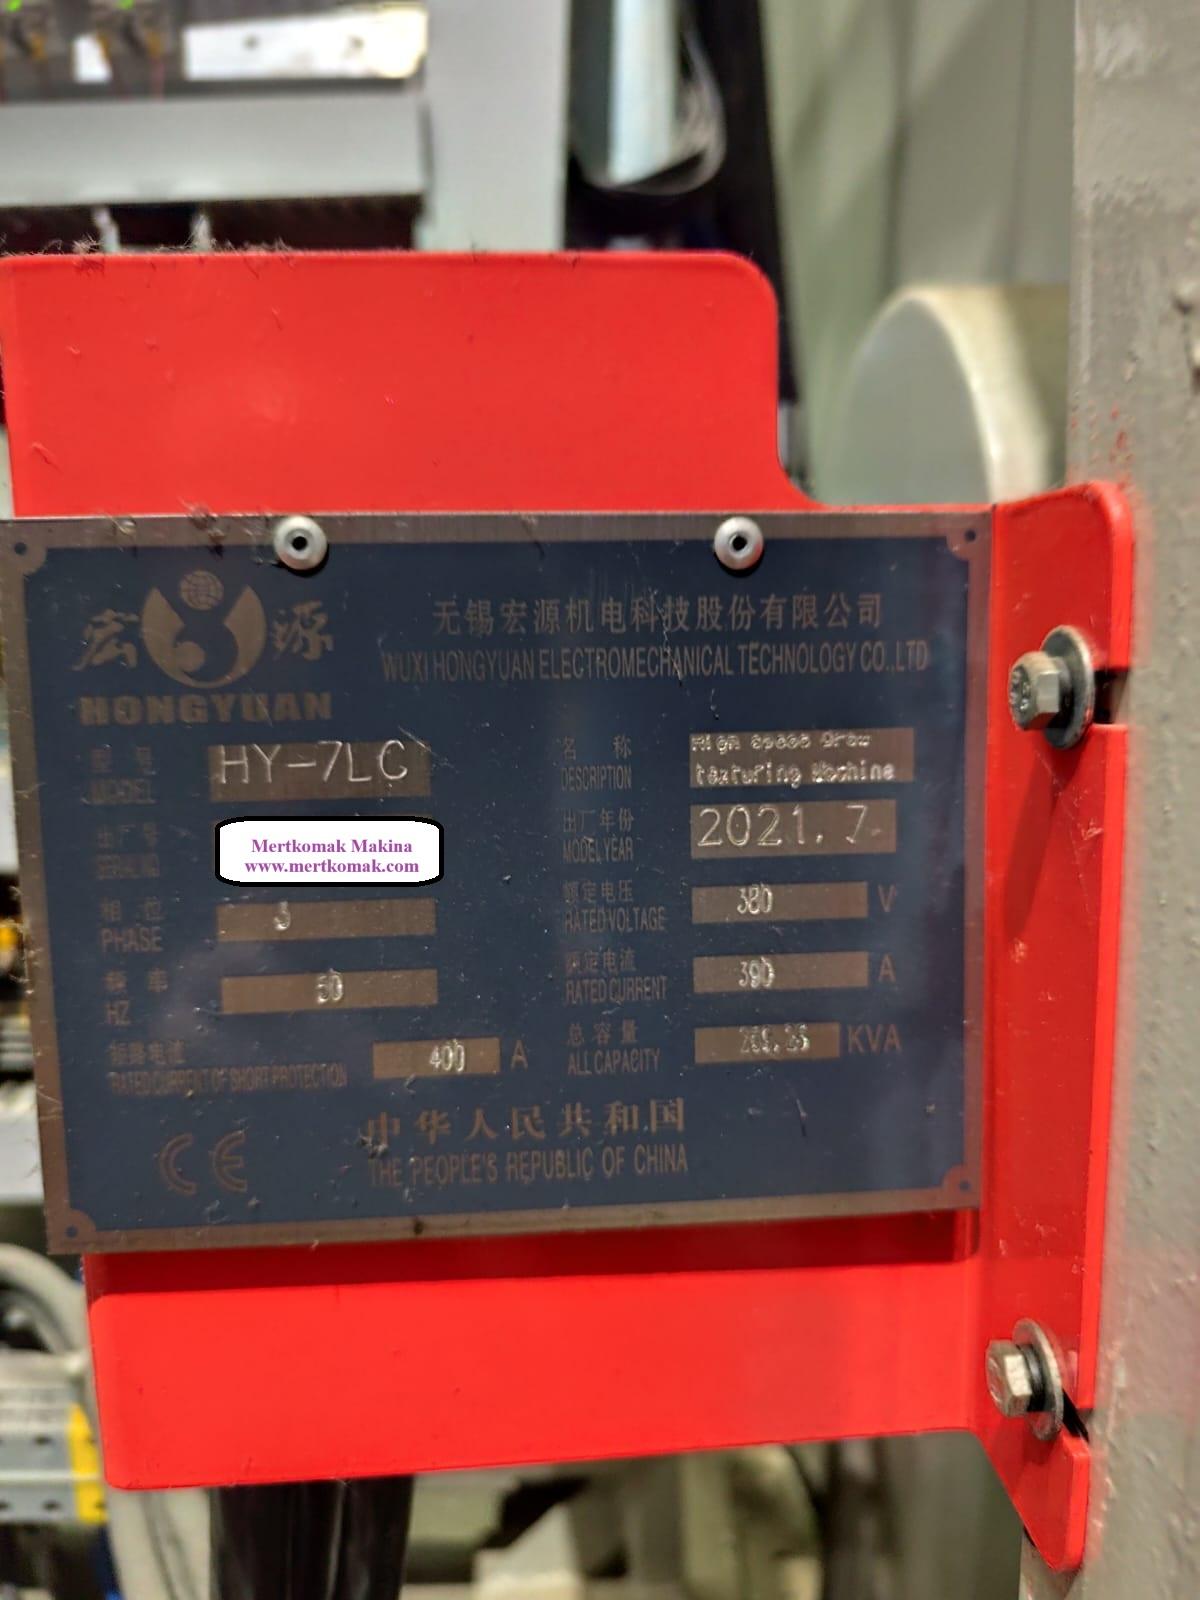 宏 源
HONGYUAN
无锡宏源机电科技股份有限公司
WUXI HONGYUAN ELECTROMECHANICAL TECHNOLOGY CO.,LTD
型 号
MODEL
HY-7LC
名 称
DESCRIPTION
High Speed Draw
texturing Machine
出厂号
SERIAL NO
Mertkomak Makina
www.mertkomak.com
出厂年份
MODEL YEAR
2021.7
相 位
PHASE
3
额定电压
RATED VOLTAGE
380 V
频 率
HZ
50
额定电流
RATED CURRENT
390 A
短路电流
RATED CURRENT OF SHORT PROTECTION
400 A
总容量
ALL CAPACITY
KVA
CE
中华人民共和国
THE PEOPLE'S REPUBLIC OF CHINA